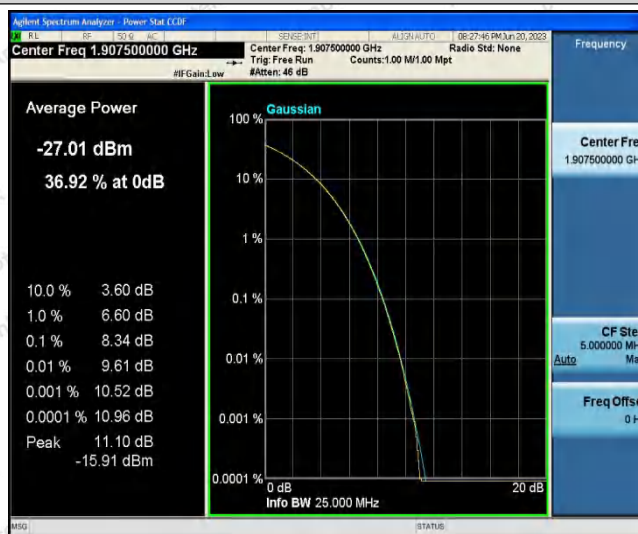 Agilent Spectrum Analyzer - Power Stat CCDF
RL RF 50 Ω AC SENSE:INT ALIGN AUTO 08:27:46 PM Jun 20, 2023
Center Freq 1.907500000 GHz
Center Freq: 1.907500000 GHz Radio Std: None
Trig: Free Run Counts:1.00 M/1.00 Mpt
#IFGain:Low #Atten: 46 dB
Frequency
Average Power
-27.01 dBm
36.92 % at 0dB
10.0 % 3.60 dB
1.0 % 6.60 dB
0.1 % 8.34 dB
0.01 % 9.61 dB
0.001 % 10.52 dB
0.0001 % 10.96 dB
Peak 11.10 dB
-15.91 dBm
Gaussian
100 %
10 %
1 %
0.1 %
0.01 %
0.001 %
0.0001 %
0 dB 20 dB
Info BW 25.000 MHz
Center Fre
1.907500000 GH
CF Ste
5.000000 MH
Auto Ma
Freq Offse
0 H
MSG STATUS